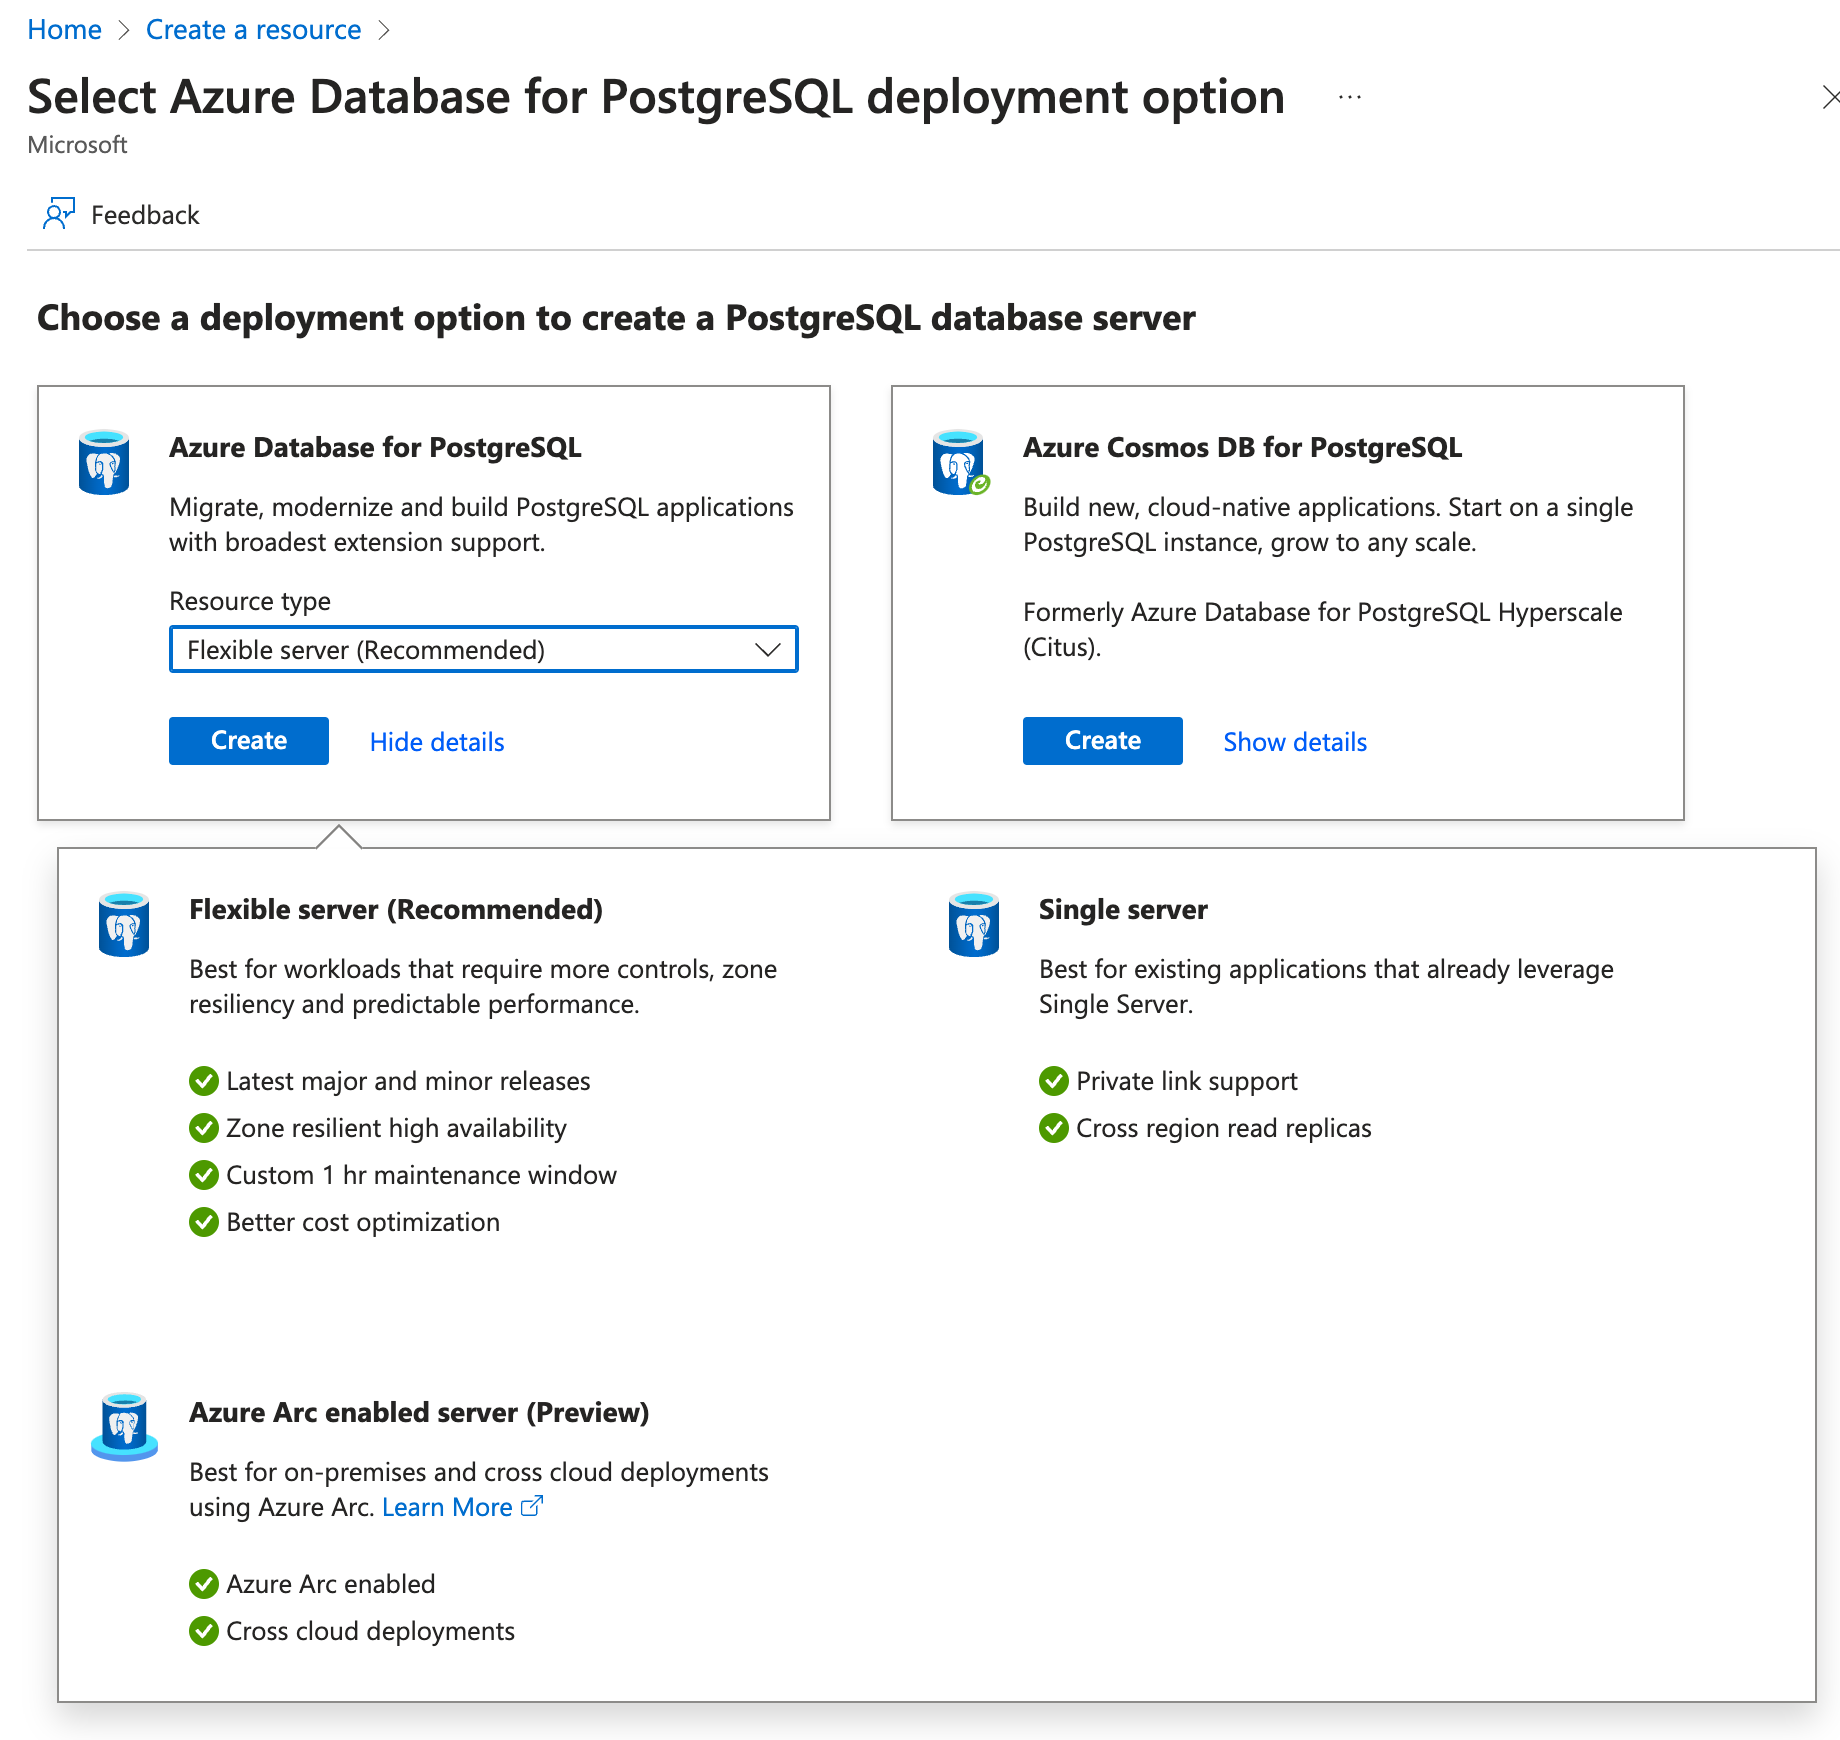 Home > Create a resource >
Select Azure Database for PostgreSQL deployment option ...
Microsoft
Feedback
Choose a deployment option to create a PostgreSQL database server
Azure Database for PostgreSQL
Migrate, modernize and build PostgreSQL applications
with broadest extension support.
Resource type
Flexible server (Recommended)
Create
Hide details
Azure Cosmos DB for PostgreSQL
Build new, cloud-native applications. Start on a single
PostgreSQL instance, grow to any scale.
Formerly Azure Database for PostgreSQL Hyperscale
(Citus).
Create
Show details
Flexible server (Recommended)
Best for workloads that require more controls, zone
resiliency and predictable performance.
Latest major and minor releases
Zone resilient high availability
Custom 1 hr maintenance window
Better cost optimization
Single server
Best for existing applications that already leverage
Single Server.
Private link support
Cross region read replicas
Azure Arc enabled server (Preview)
Best for on-premises and cross cloud deployments
using Azure Arc. Learn More
Azure Arc enabled
Cross cloud deployments